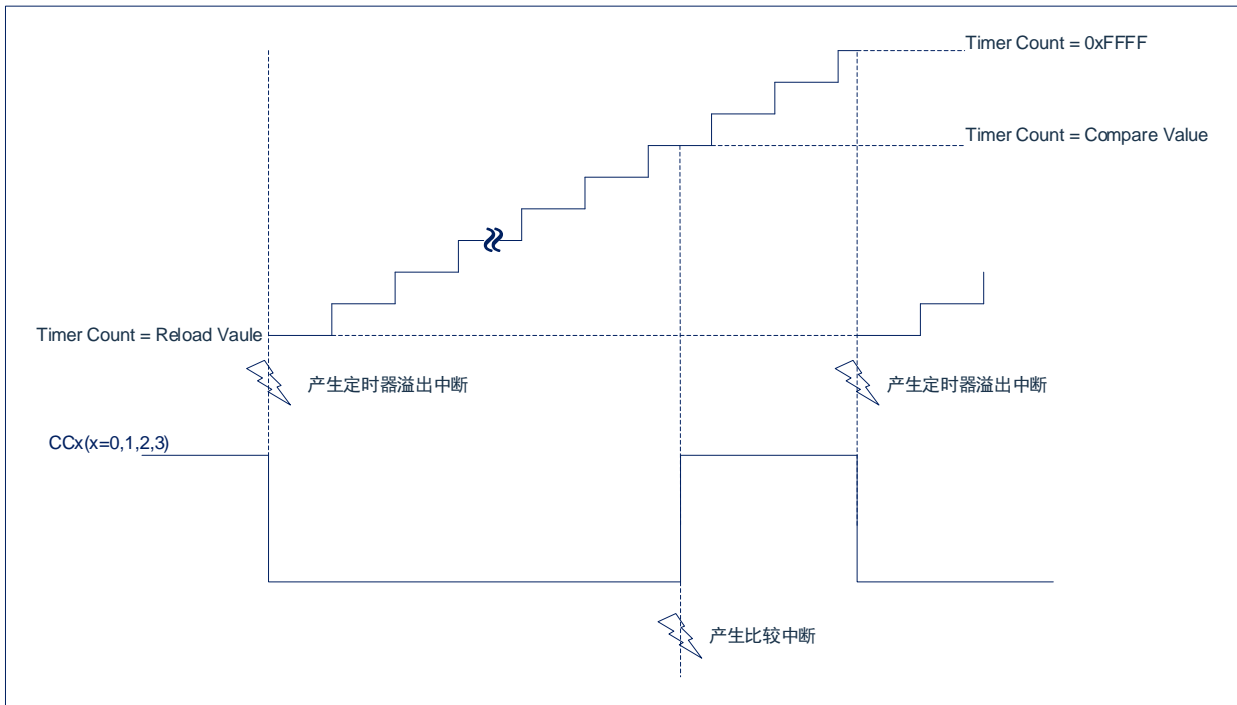 Timer Count = 0xFFFF
Timer Count = Compare Value
Timer Count = Reload Vaule
产生定时器溢出中断
产生定时器溢出中断
CCx(x=0,1,2,3)
产生比较中断